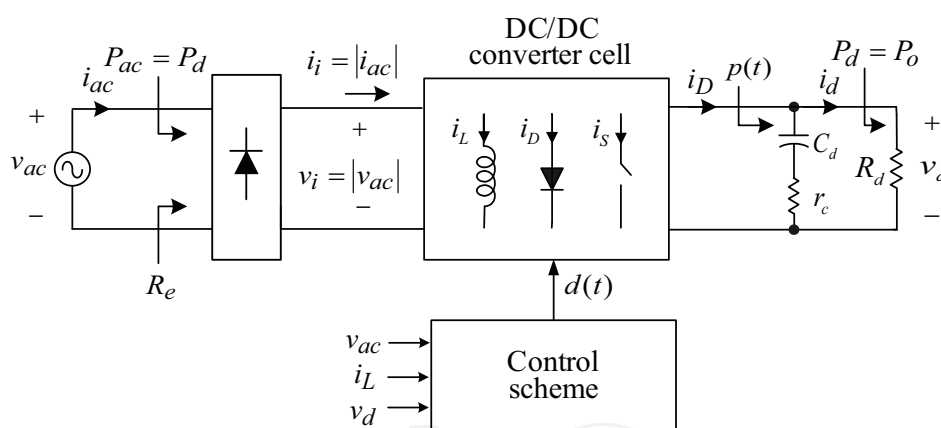 DC/DC
converter cell
P_ac = P_d
i_ac
i_i = |i_ac|
i_D
p(t)
i_d
P_d = P_o
+
v_ac
−
+
v_i = |v_ac|
−
i_L
i_D
i_S
C_d
r_c
R_d
+
v_d
−
R_e
d(t)
v_ac
i_L
v_d
Control
scheme